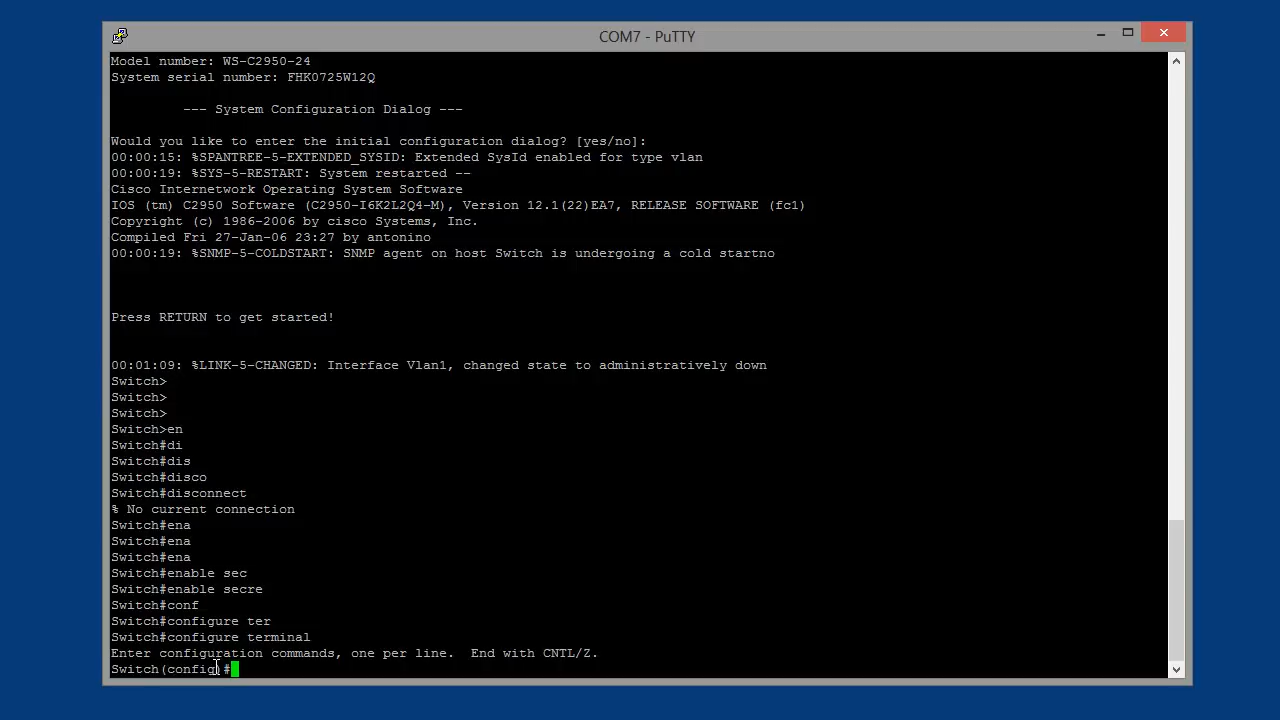 COM7 - PuTTY
Model number: WS-C2950-24
System serial number: FHK0725W12Q
--- System Configuration Dialog ---
Would you like to enter the initial configuration dialog? [yes/no]:
00:00:15: %SPANTREE-5-EXTENDED_SYSID: Extended SysId enabled for type vlan
00:00:19: %SYS-5-RESTART: System restarted --
Cisco Internetwork Operating System Software
IOS (tm) C2950 Software (C2950-I6K2L2Q4-M), Version 12.1(22)EA7, RELEASE SOFTWARE (fc1)
Copyright (c) 1986-2006 by cisco Systems, Inc.
Compiled Fri 27-Jan-06 23:27 by antonino
00:00:19: %SNMP-5-COLDSTART: SNMP agent on host Switch is undergoing a cold startno
Press RETURN to get started!
00:01:09: %LINK-5-CHANGED: Interface Vlan1, changed state to administratively down
Switch>
Switch>
Switch>
Switch>en
Switch#di
Switch#dis
Switch#disco
Switch#disconnect
% No current connection
Switch#ena
Switch#ena
Switch#ena
Switch#enable sec
Switch#enable secre
Switch#conf
Switch#configure ter
Switch#configure terminal
Enter configuration commands, one per line.  End with CNTL/Z.
Switch(config)#